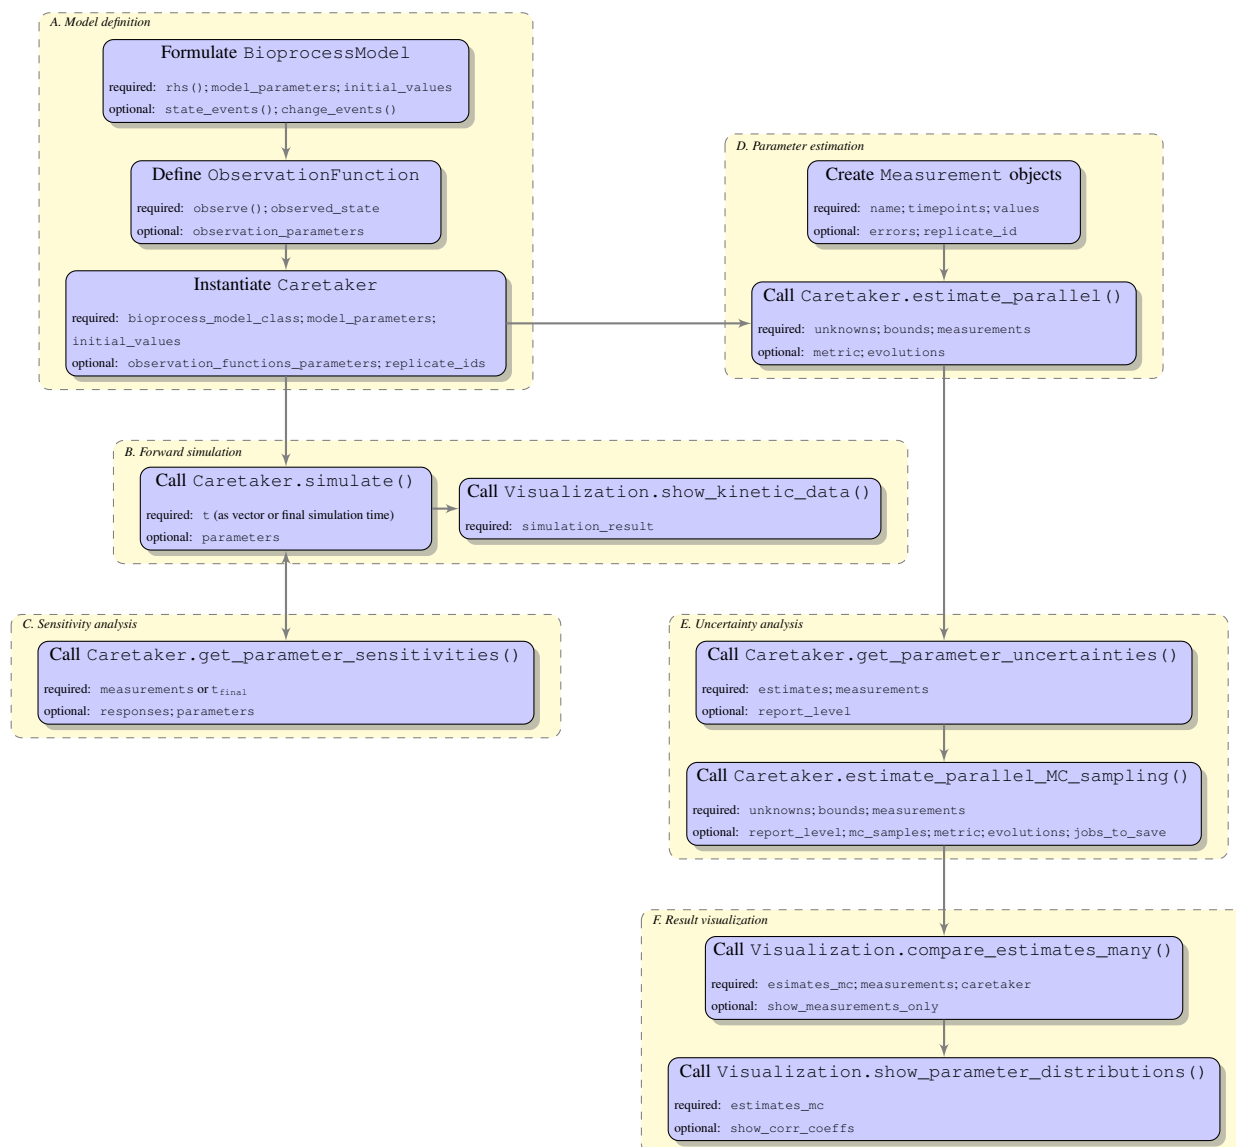 A. Model definition
Formulate BioprocessModel
required: rhs(); model_parameters; initial_values
optional: state_events(); change_events()
Define ObservationFunction
required: observe(); observed_state
optional: observation_parameters
Instantiate Caretaker
required: bioprocess_model_class; model_parameters;
initial_values
optional: observation_functions_parameters; replicate_ids
D. Parameter estimation
Create Measurement objects
required: name; timepoints; values
optional: errors; replicate_id
Call Caretaker.estimate_parallel()
required: unknowns; bounds; measurements
optional: metric; evolutions
B. Forward simulation
Call Caretaker.simulate()
required: t (as vector or final simulation time)
optional: parameters
Call Visualization.show_kinetic_data()
required: simulation_result
C. Sensitivity analysis
Call Caretaker.get_parameter_sensitivities()
required: measurements or t_final
optional: responses; parameters
E. Uncertainty analysis
Call Caretaker.get_parameter_uncertainties()
required: estimates; measurements
optional: report_level
Call Caretaker.estimate_parallel_MC_sampling()
required: unknowns; bounds; measurements
optional: report_level; mc_samples; metric; evolutions; jobs_to_save
F. Result visualization
Call Visualization.compare_estimates_many()
required: esimates_mc; measurements; caretaker
optional: show_measurements_only
Call Visualization.show_parameter_distributions()
required: estimates_mc
optional: show_corr_coeffs